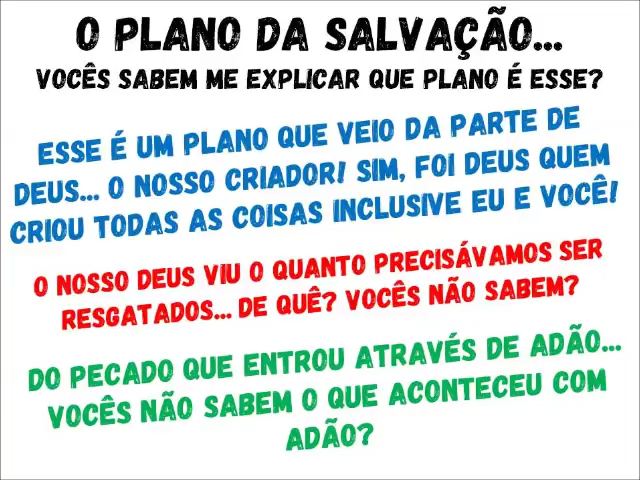 O PLANO DA SALVAÇÃO...
VOCÊS SABEM ME EXPLICAR QUE PLANO É ESSE?
ESSE É UM PLANO QUE VEIO DA PARTE DE
DEUS... O NOSSO CRIADOR! SIM, FOI DEUS QUEM
CRIOU TODAS AS COISAS INCLUSIVE EU E VOCÊ!
O NOSSO DEUS VIU O QUANTO PRECISÁVAMOS SER
RESGATADOS... DE QUÊ? VOCÊS NÃO SABEM?
DO PECADO QUE ENTROU ATRAVÉS DE ADÃO...
VOCÊS NÃO SABEM O QUE ACONTECEU COM
ADÃO?